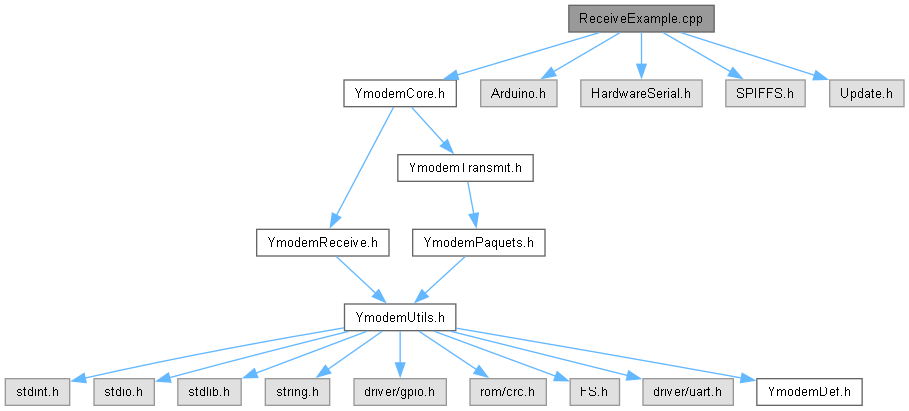 ReceiveExample.cpp
YmodemCore.h
Arduino.h
HardwareSerial.h
SPIFFS.h
Update.h
YmodemTransmit.h
YmodemReceive.h
YmodemPaquets.h
YmodemUtils.h
stdint.h
stdio.h
stdlib.h
string.h
driver/gpio.h
rom/crc.h
FS.h
driver/uart.h
YmodemDef.h